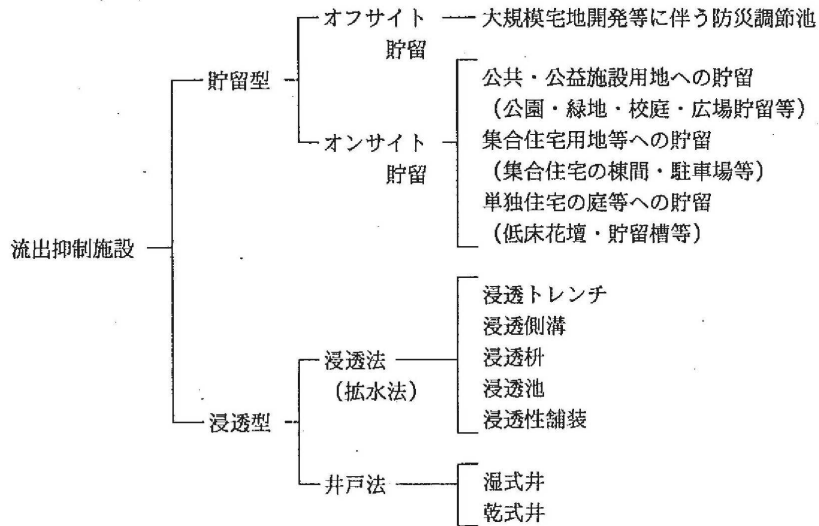 オフサイト
貯留
大規模宅地開発等に伴う防災調節池
貯留型
オンサイト
貯留
公共・公益施設用地への貯留
(公園・緑地・校庭・広場貯留等)
集合住宅用地等への貯留
(集合住宅の棟間・駐車場等)
単独住宅の庭等への貯留
(低床花壇・貯留槽等)
流出抑制施設
浸透型
浸透法
(拡水法)
浸透トレンチ
浸透側溝
浸透枡
浸透池
浸透性舗装
井戸法
湿式井
乾式井